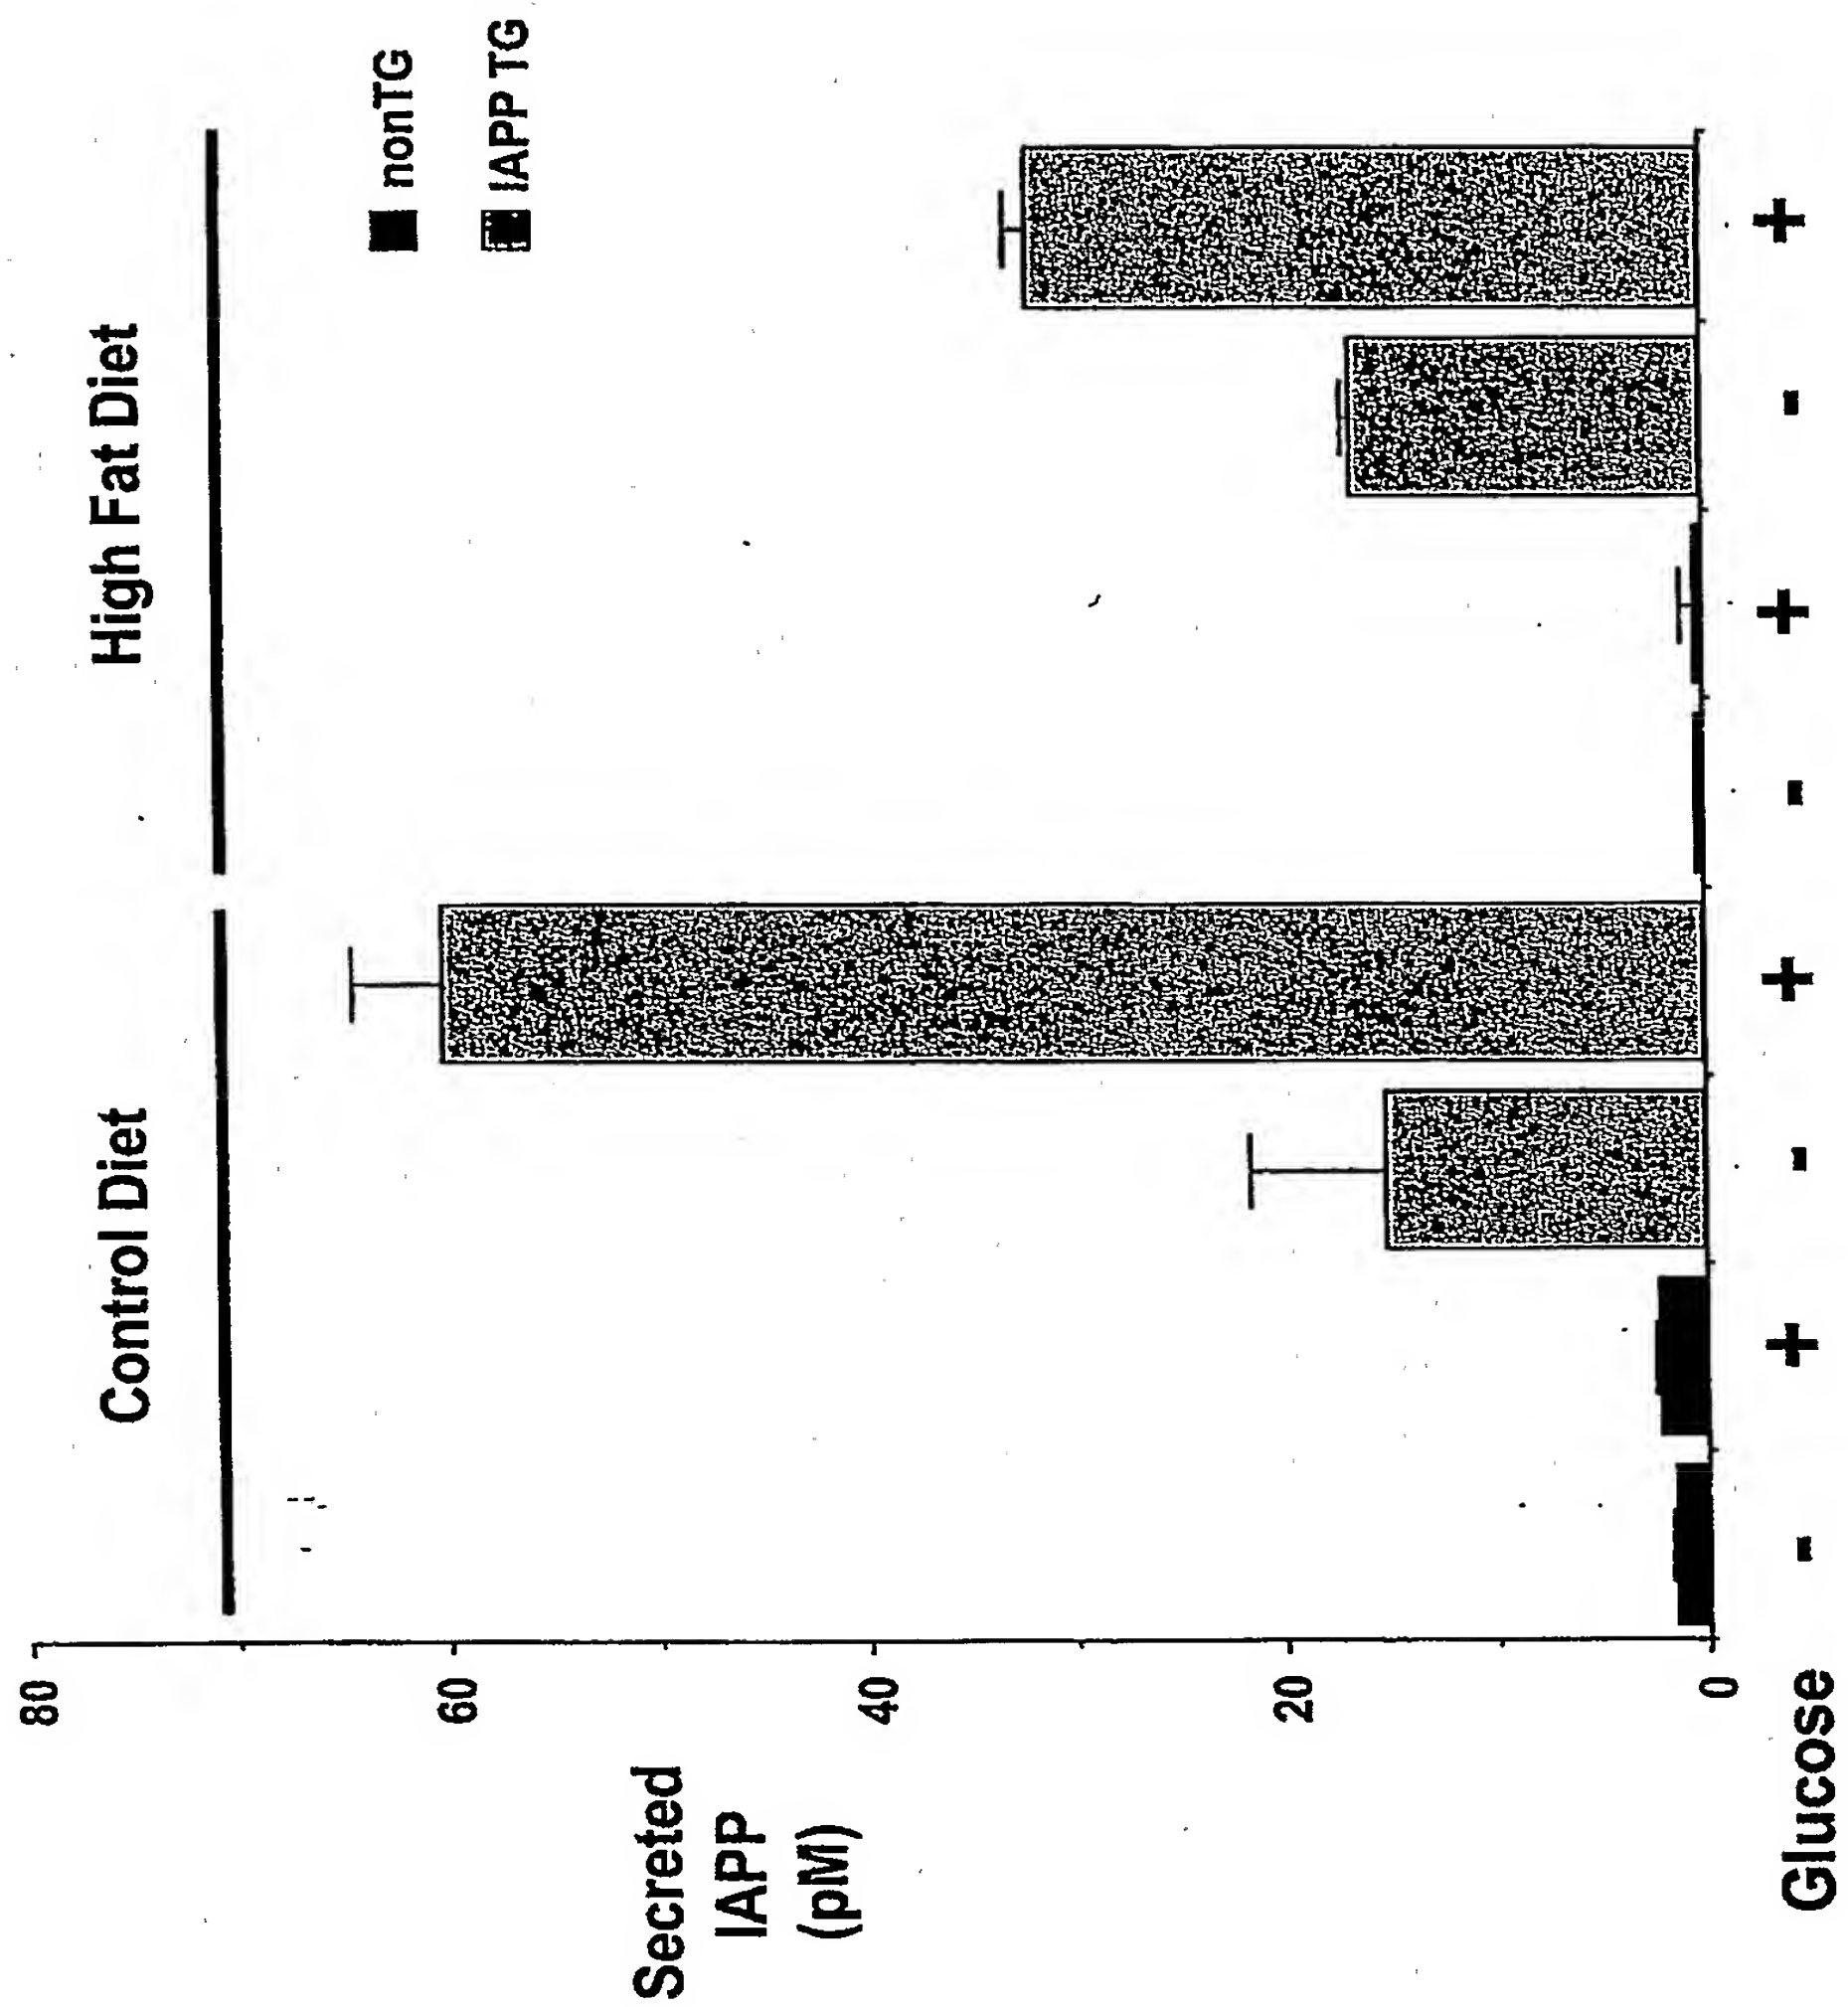 Control Diet
High Fat Diet
nonTG
IAPP TG
80
60
40
20
0
Secreted
IAPP
(pM)
Glucose - + - + - + - +